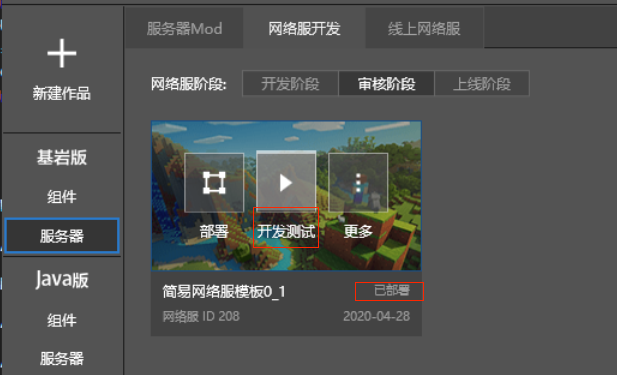 服务器Mod
网络服开发
线上网络服
新建作品
网络服阶段:
开发阶段
审核阶段
上线阶段
基岩版
组件
服务器
Java版
组件
服务器
部署
开发测试
更多
简易网络服模板0_1
已部署
网络服 ID 208
2020-04-28